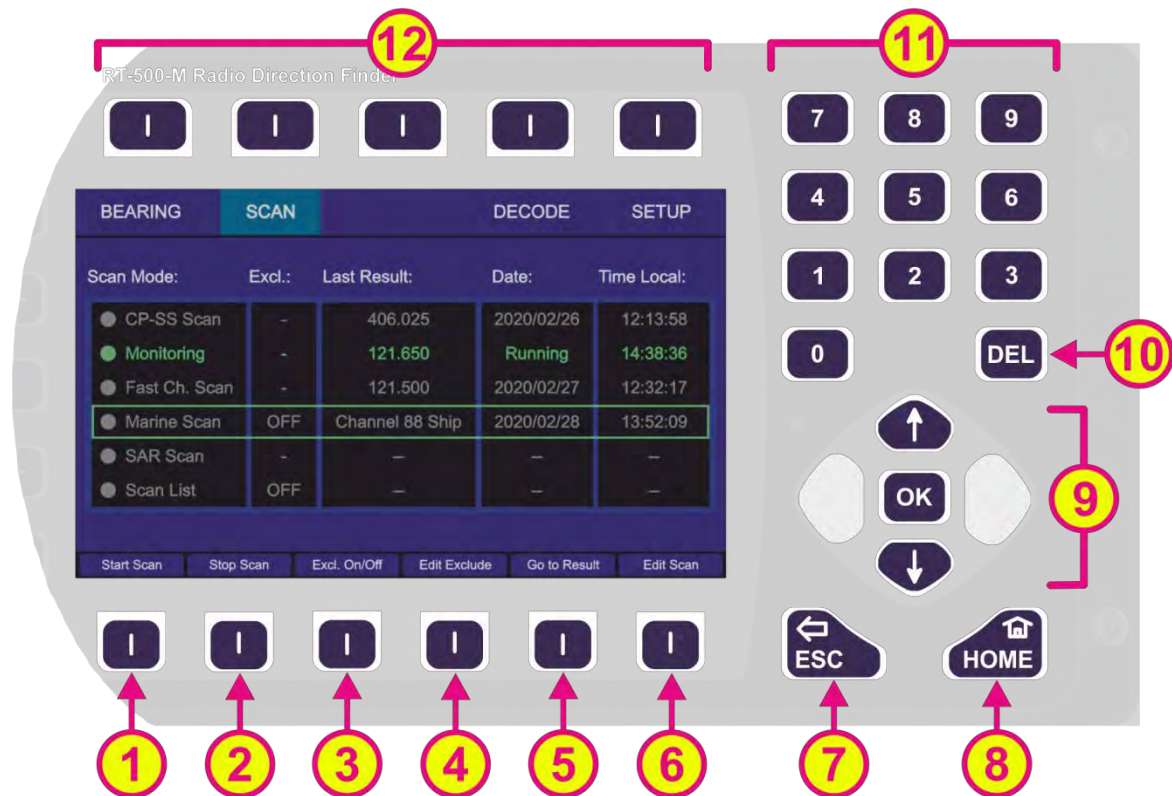 12
11
RT-500-M Radio Direction Finder
7 8 9
4 5 6
1 2 3
0 DEL
10
BEARING SCAN DECODE SETUP
Scan Mode: Excl.: Last Result: Date: Time Local:
CP-SS Scan - 406.025 2020/02/26 12:13:58
Monitoring - 121.650 Running 14:38:36
Fast Ch. Scan - 121.500 2020/02/27 12:32:17
Marine Scan OFF Channel 88 Ship 2020/02/28 13:52:09
SAR Scan - – – –
Scan List OFF – – –
Start Scan Stop Scan Excl. On/Off Edit Exclude Go to Result Edit Scan
OK
9
ESC HOME
1 2 3 4 5 6 7 8